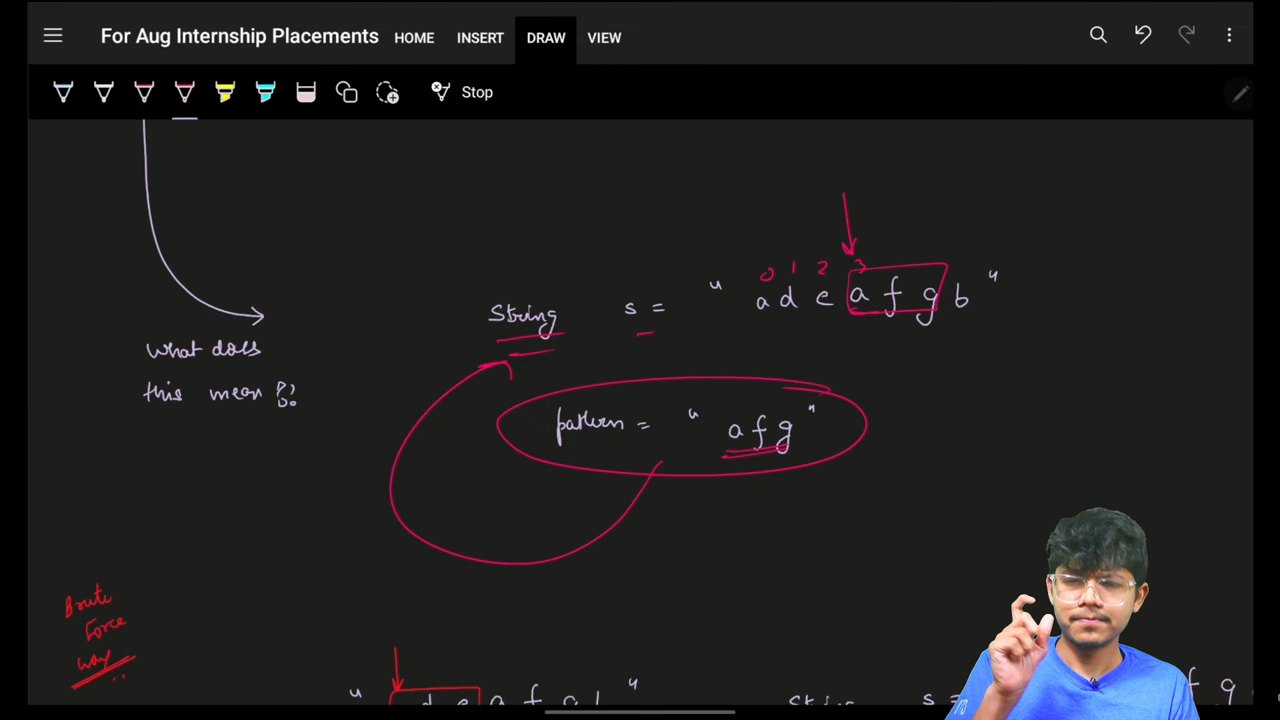 For Aug Internship Placements HOME INSERT DRAW VIEW
Stop
0 1 2 3
String s = " a d e a f g b "
what does
this mean ?
pattern = " a f g "
Brute
Force
way
" d e a f g b "
String s =
f g